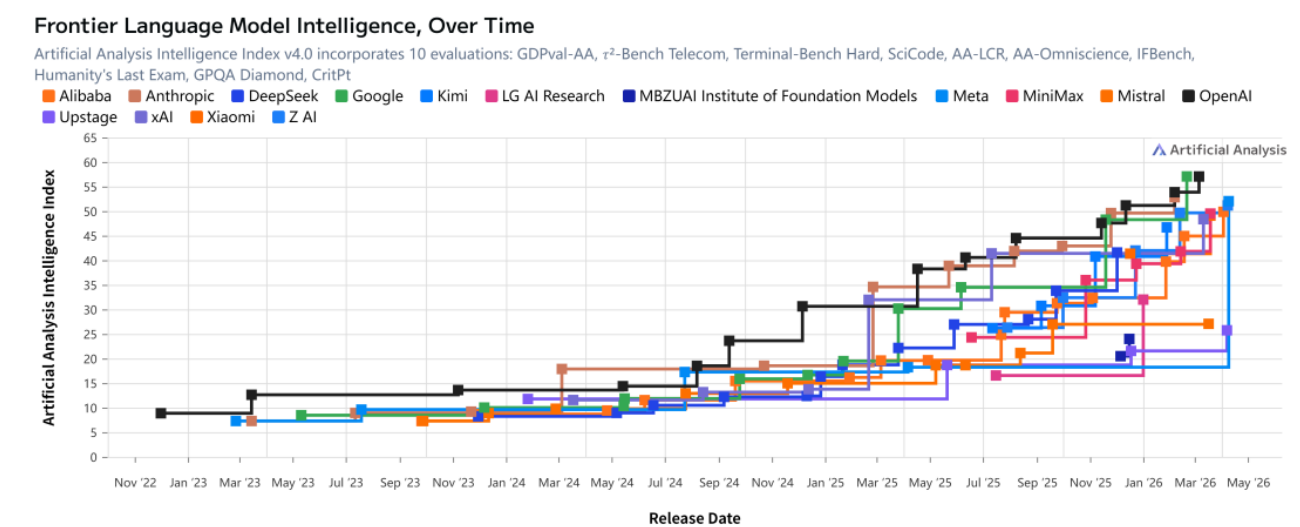 Frontier Language Model Intelligence, Over Time
Artificial Analysis Intelligence Index v4.0 incorporates 10 evaluations: GDPval-AA, τ²-Bench Telecom, Terminal-Bench Hard, SciCode, AA-LCR, AA-Omniscience, IFBench,
Humanity's Last Exam, GPQA Diamond, CritPt
Alibaba Anthropic DeepSeek Google Kimi LG AI Research MBZUAI Institute of Foundation Models Meta MiniMax Mistral OpenAI
Upstage xAI Xiaomi Z AI
Artificial Analysis
Artificial Analysis Intelligence Index
65
60
55
50
45
40
35
30
25
20
15
10
5
0
Nov '22 Jan '23 Mar '23 May '23 Jul '23 Sep '23 Nov '23 Jan '24 Mar '24 May '24 Jul '24 Sep '24 Nov '24 Jan '25 Mar '25 May '25 Jul '25 Sep '25 Nov '25 Jan '26 Mar '26 May '26
Release Date